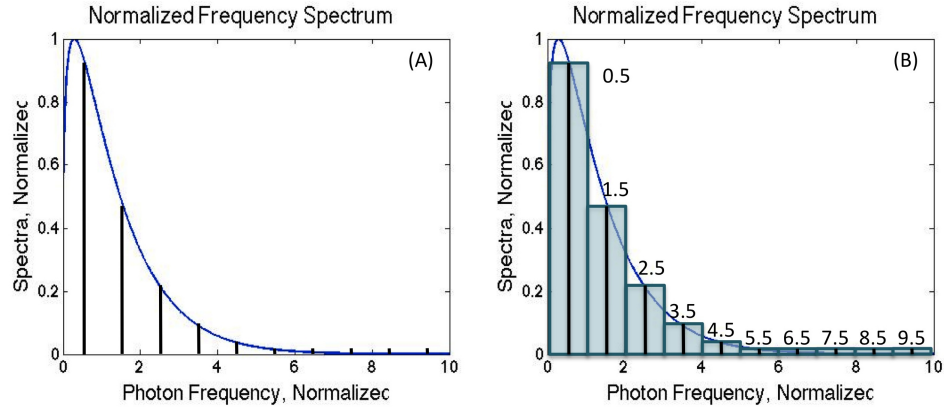 Normalized Frequency Spectrum
(A)
1
0.8
0.6
0.4
0.2
0
Spectra, Normalizec
0 2 4 6 8 10
Photon Frequency, Normalizec
Normalized Frequency Spectrum
(B)
1
0.8
0.6
0.4
0.2
0
Spectra, Normalizec
0.5
1.5
2.5
3.5
4.5 5.5 6.5 7.5 8.5 9.5
0 2 4 6 8 10
Photon Frequency, Normalizec